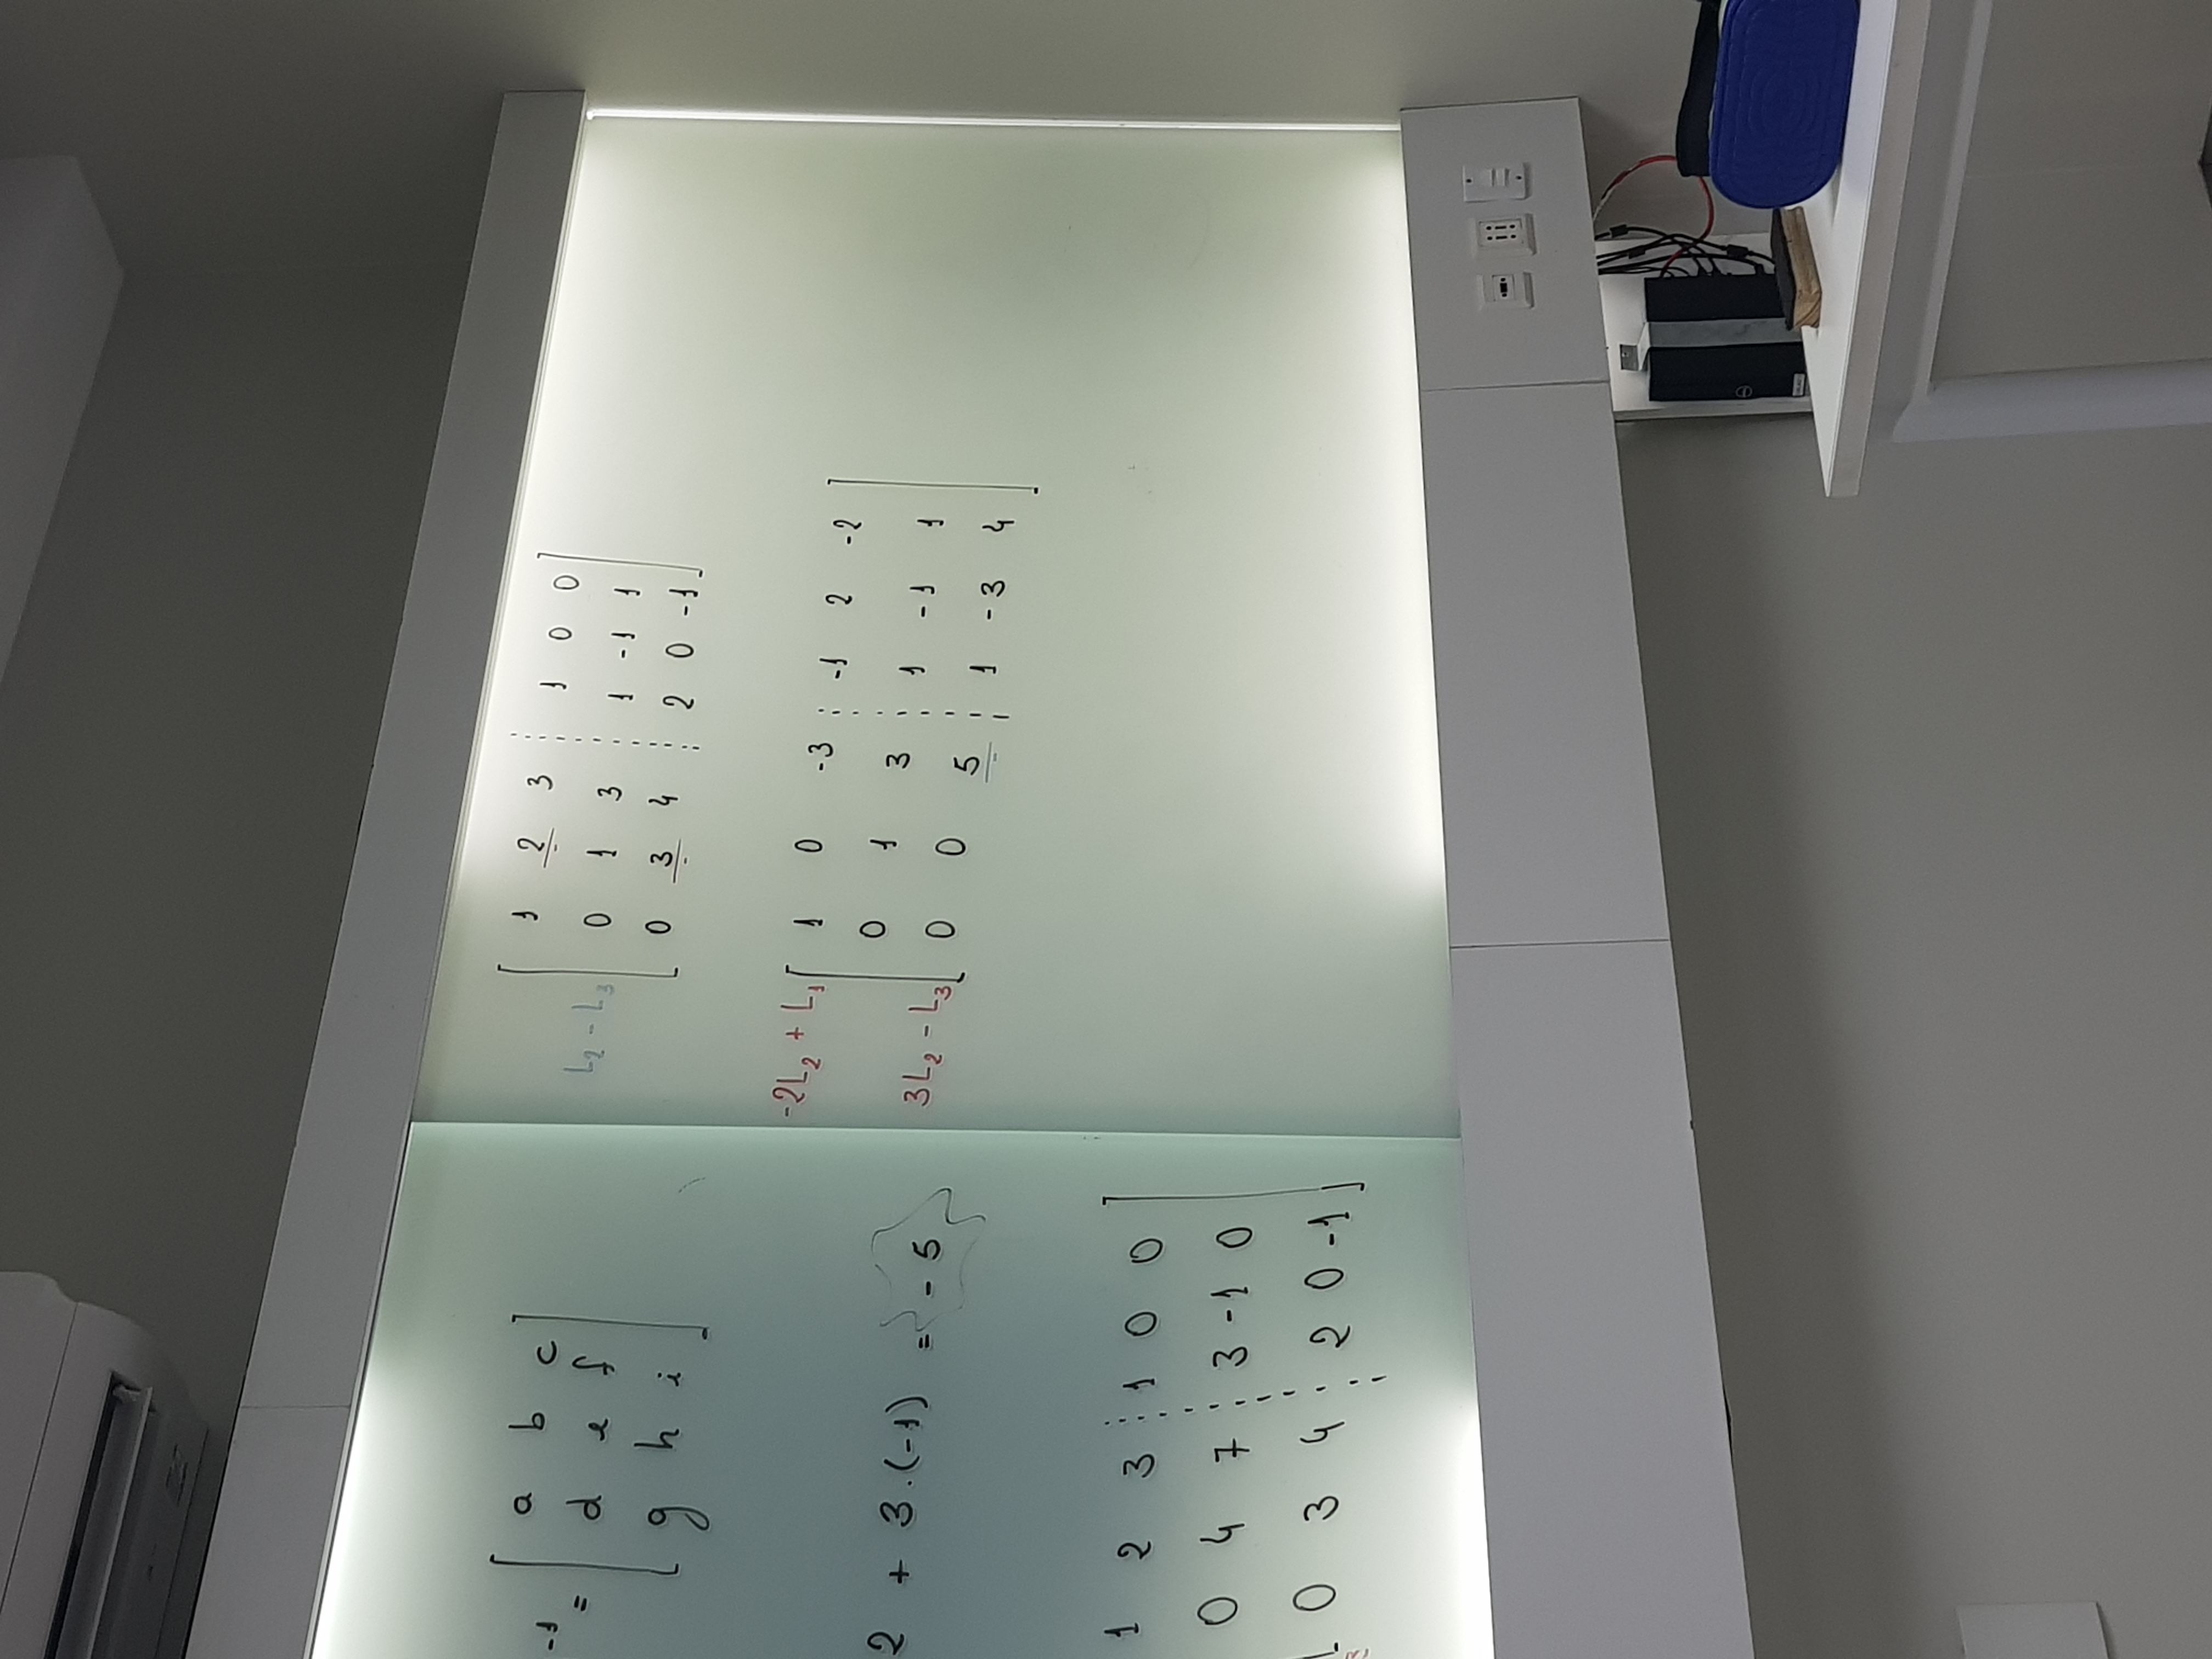 -1 = [ a b c
d e f
g h i ]
2 + 3.(-1) = -5
1 2 3 1 0 0
0 4 7 3 -1 0
0 3 4 2 0 -1 ]
[ 1 2 3 1 0 0 ]
L2 - L3 0 1 3 1 -1 1
0 3 4 2 0 -1
-2L2 + L1 [ 1 0 -3 -1 2 -2 ]
0 1 3 1 -1 1
3L2 - L3 0 0 5 1 -3 4